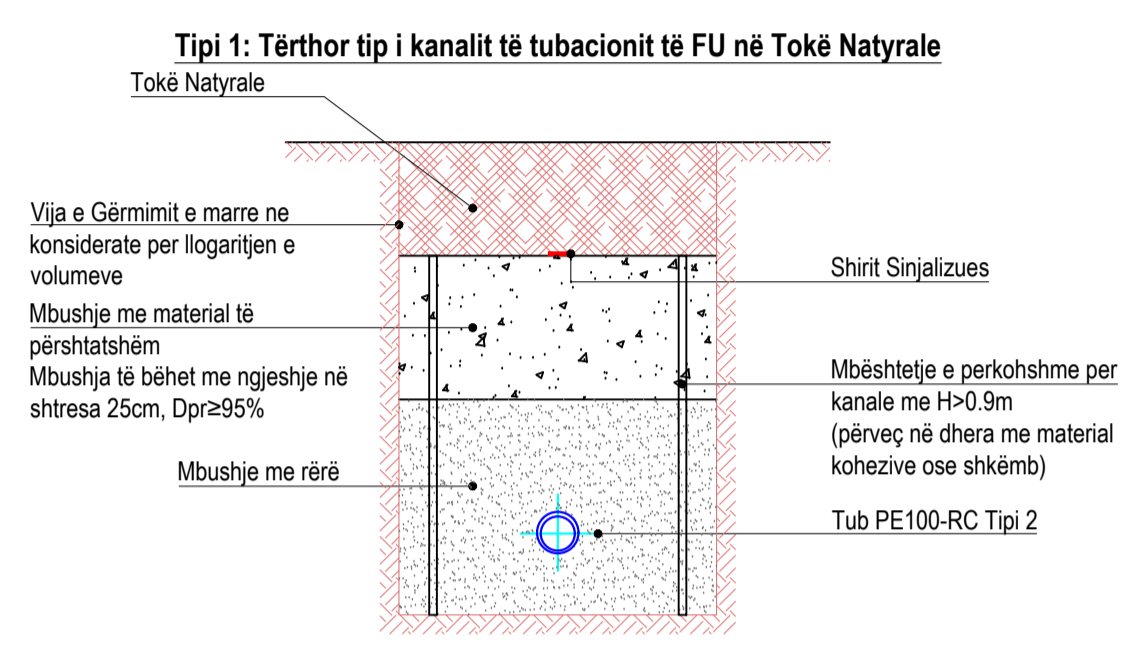 Tipi 1: Tërthor tip i kanalit të tubacionit të FU në Tokë Natyrale
Tokë Natyrale
Vija e Gërmimit e marre ne
konsiderate per llogaritjen e
volumeve
Mbushje me material të
përshtatshëm
Mbushja të bëhet me ngjeshje në
shtresa 25cm, Dpr≥95%
Mbushje me rërë
Shirit Sinjalizues
Mbështetje e perkohshme per
kanale me H>0.9m
(përveç në dhera me material
kohezive ose shkëmb)
Tub PE100-RC Tipi 2